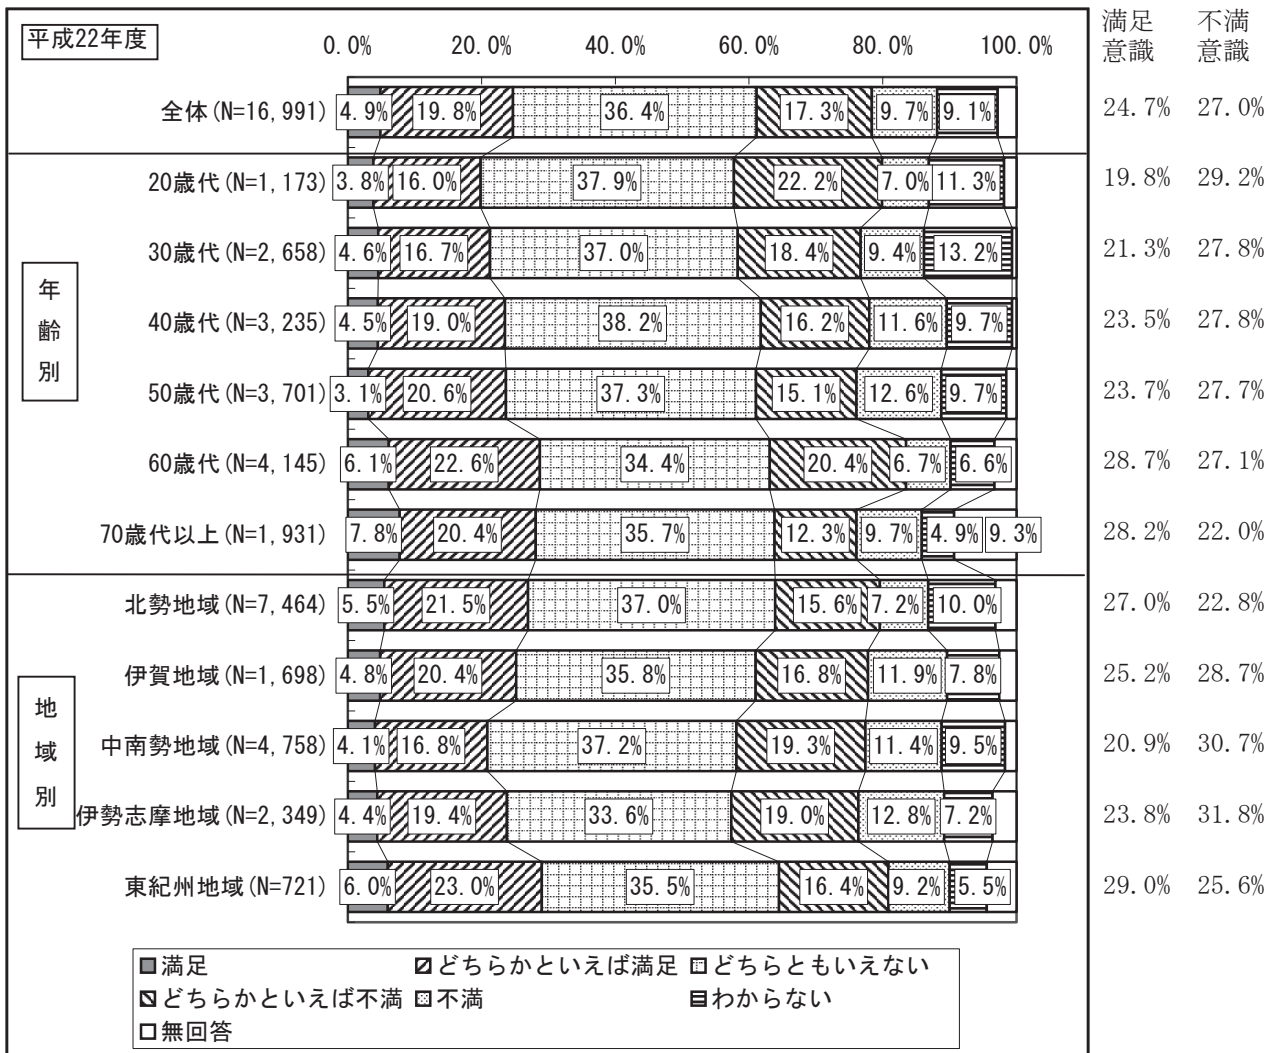 平成22年度
0.0% 20.0% 40.0% 60.0% 80.0% 100.0%
満足意識 不満意識
全体(N=16,991) 4.9% 19.8% 36.4% 17.3% 9.7% 9.1% 24.7% 27.0%
年齢別
20歳代(N=1,173) 3.8% 16.0% 37.9% 22.2% 7.0% 11.3% 19.8% 29.2%
30歳代(N=2,658) 4.6% 16.7% 37.0% 18.4% 9.4% 13.2% 21.3% 27.8%
40歳代(N=3,235) 4.5% 19.0% 38.2% 16.2% 11.6% 9.7% 23.5% 27.8%
50歳代(N=3,701) 3.1% 20.6% 37.3% 15.1% 12.6% 9.7% 23.7% 27.7%
60歳代(N=4,145) 6.1% 22.6% 34.4% 20.4% 6.7% 6.6% 28.7% 27.1%
70歳代以上(N=1,931) 7.8% 20.4% 35.7% 12.3% 9.7% 4.9% 9.3% 28.2% 22.0%
地域別
北勢地域(N=7,464) 5.5% 21.5% 37.0% 15.6% 7.2% 10.0% 27.0% 22.8%
伊賀地域(N=1,698) 4.8% 20.4% 35.8% 16.8% 11.9% 7.8% 25.2% 28.7%
中南勢地域(N=4,758) 4.1% 16.8% 37.2% 19.3% 11.4% 9.5% 20.9% 30.7%
伊勢志摩地域(N=2,349) 4.4% 19.4% 33.6% 19.0% 12.8% 7.2% 23.8% 31.8%
東紀州地域(N=721) 6.0% 23.0% 35.5% 16.4% 9.2% 5.5% 29.0% 25.6%
満足 どちらかといえば満足 どちらともいえない
どちらかといえば不満 不満 わからない
無回答